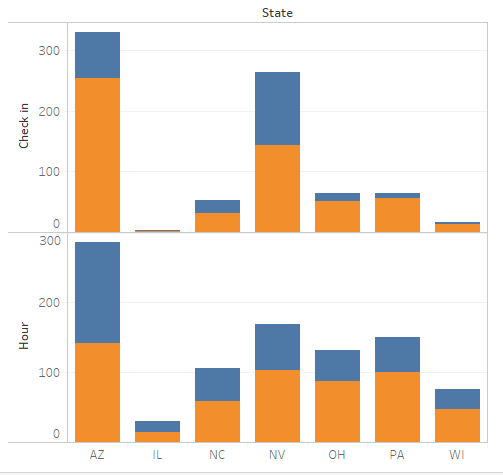 State
Check in
300
200
100
0
Hour
300
200
100
0
AZ IL NC NV OH PA WI